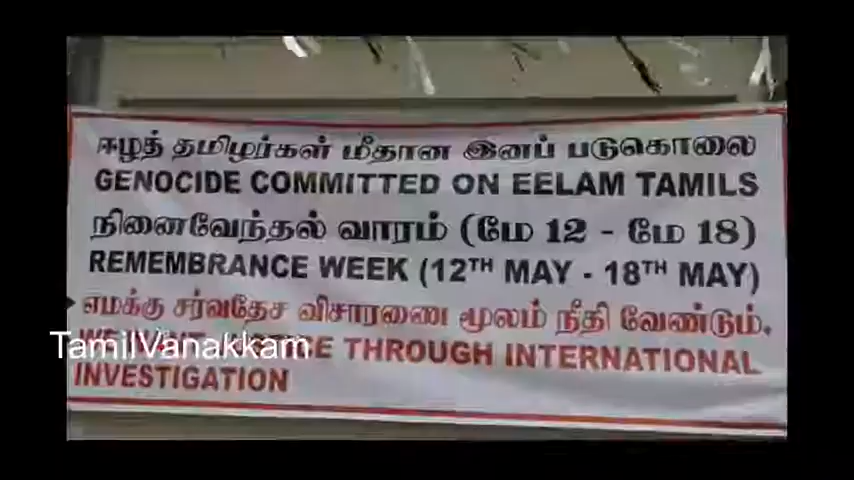 ஈழத் தமிழர்கள் மீதான இனப் படுகொலை
GENOCIDE COMMITTED ON EELAM TAMILS
நினைவேந்தல் வாரம் (மே 12 - மே 18)
REMEMBRANCE WEEK (12TH MAY - 18TH MAY)
எமக்கு சர்வதேச விசாரணை மூலம் நீதி வேண்டும்.
TamilVanakkam
THROUGH INTERNATIONAL
INVESTIGATION